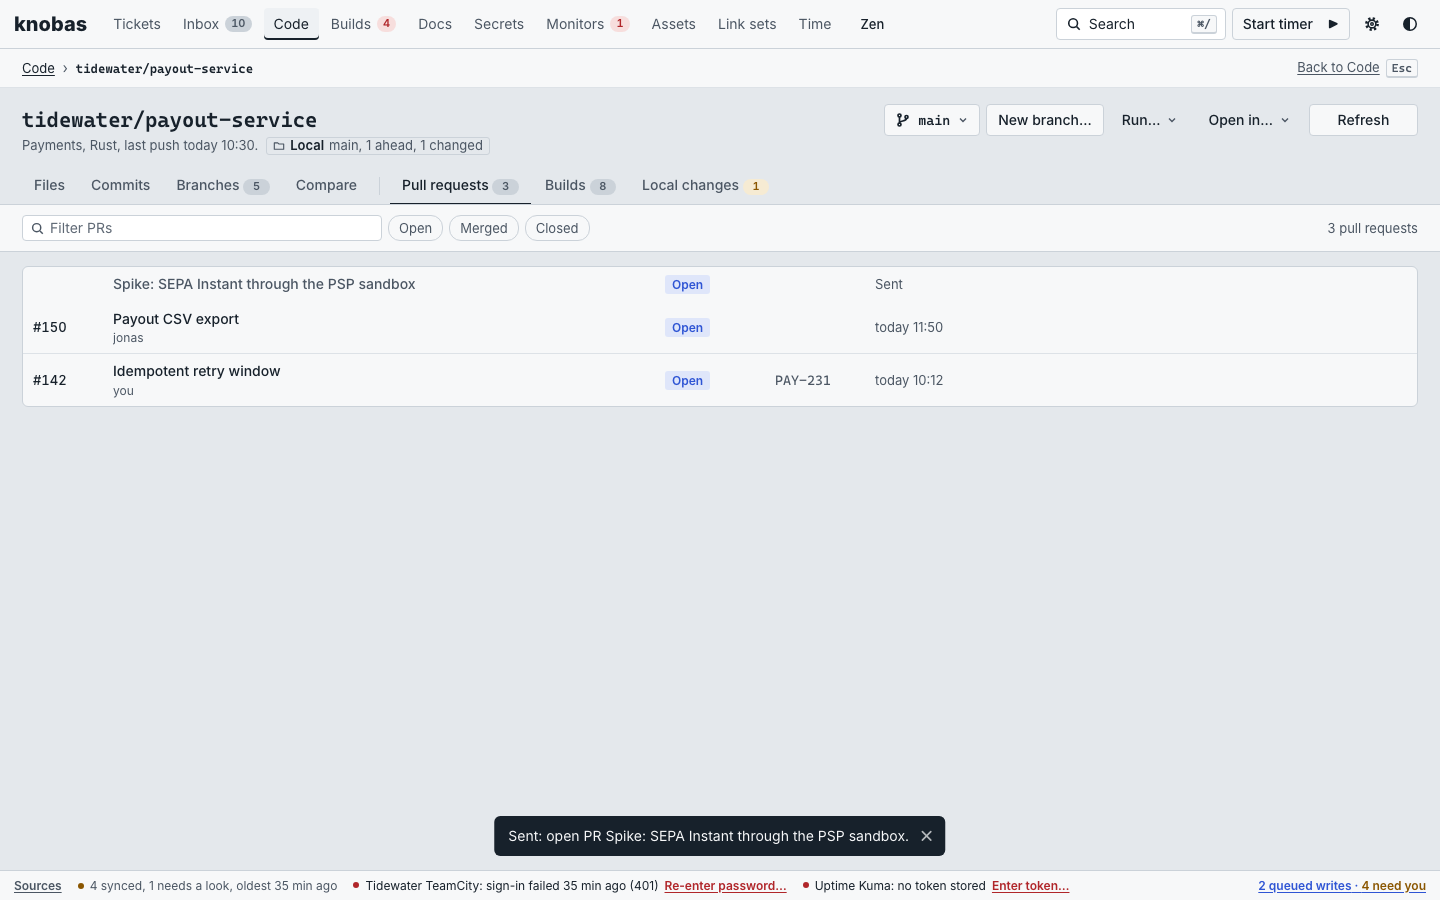 knobas Tickets Inbox 10 Code Builds 4 Docs Secrets Monitors 1 Assets Link sets Time Zen Search ⌘/ Start timer
Code › tidewater/payout-service Back to Code Esc
tidewater/payout-service main New branch... Run... Open in... Refresh
Payments, Rust, last push today 10:30. Local main, 1 ahead, 1 changed
Files Commits Branches 5 Compare Pull requests 3 Builds 8 Local changes 1
Filter PRs Open Merged Closed 3 pull requests
Spike: SEPA Instant through the PSP sandbox Open Sent
#150 Payout CSV export Open today 11:50
jonas
#142 Idempotent retry window Open PAY-231 today 10:12
you
Sent: open PR Spike: SEPA Instant through the PSP sandbox.
Sources 4 synced, 1 needs a look, oldest 35 min ago Tidewater TeamCity: sign-in failed 35 min ago (401) Re-enter password... Uptime Kuma: no token stored Enter token... 2 queued writes · 4 need you